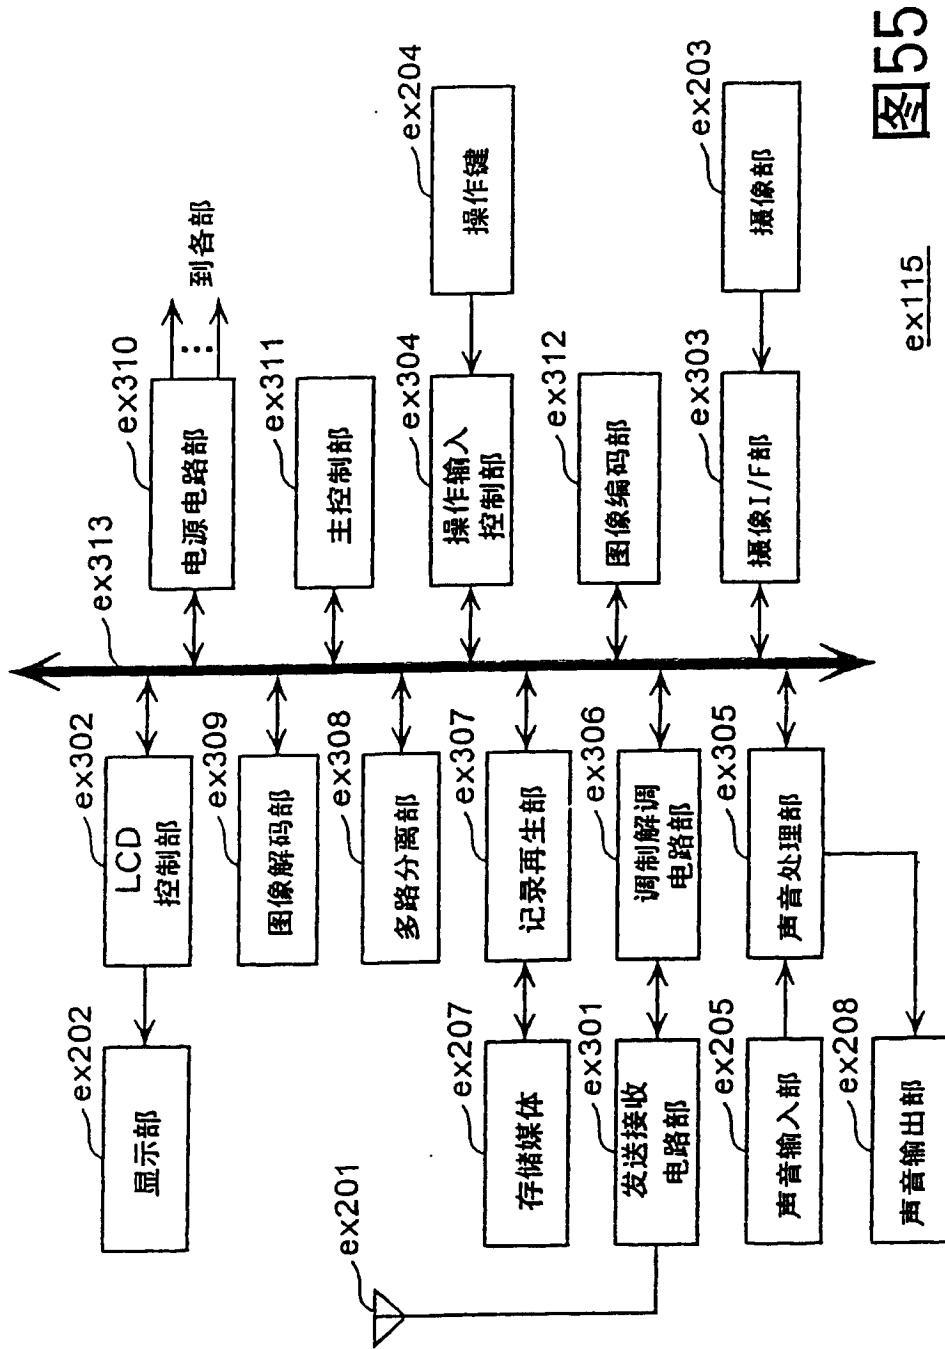 ex202
显示部
ex302
LCD
控制部
ex313
ex310
电源电路部
到各部
ex309
图像解码部
ex311
主控制部
ex308
多路分离部
ex304
操作输入
控制部
ex204
操作键
ex207
存储媒体
ex307
记录再生部
ex312
图像编码部
ex201
ex301
发送接收
电路部
ex306
调制解调
电路部
ex303
摄像I/F部
ex203
摄像部
ex205
声音输入部
ex305
声音处理部
ex208
声音输出部
ex115
图55